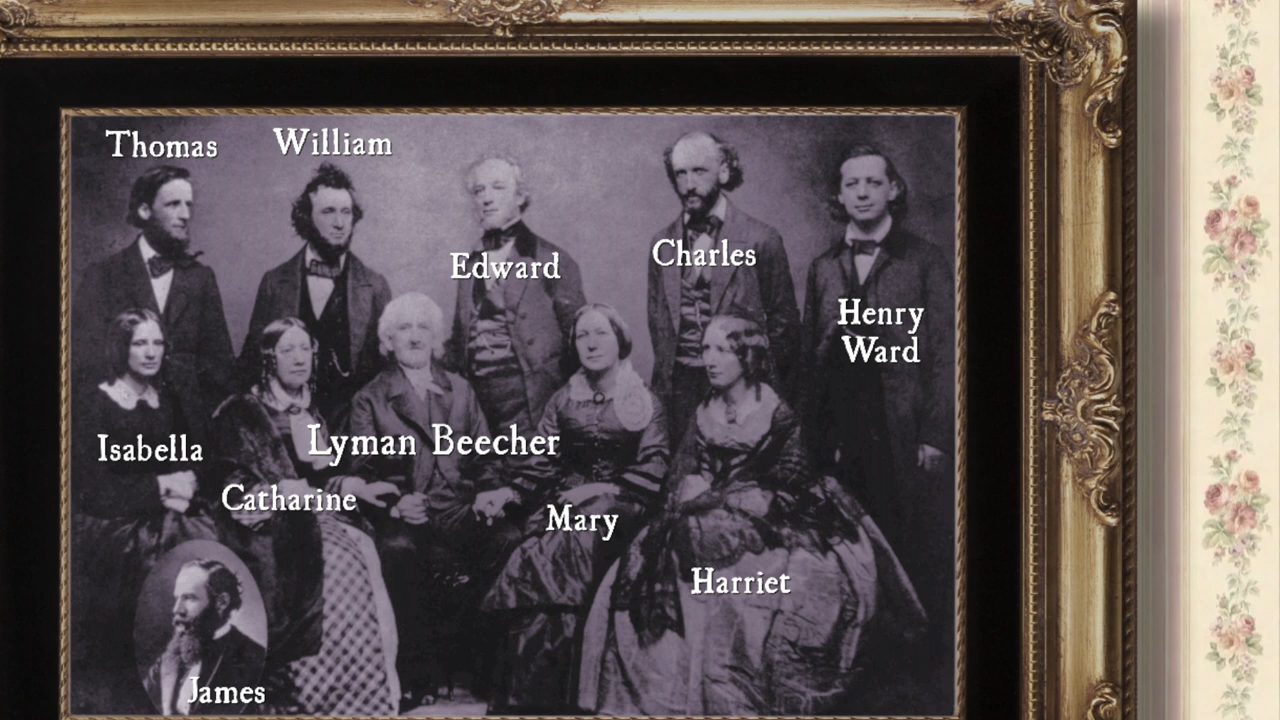 Thomas
William
Edward
Charles
Henry
Ward
Isabella
Lyman Beecher
Catharine
Mary
Harriet
James